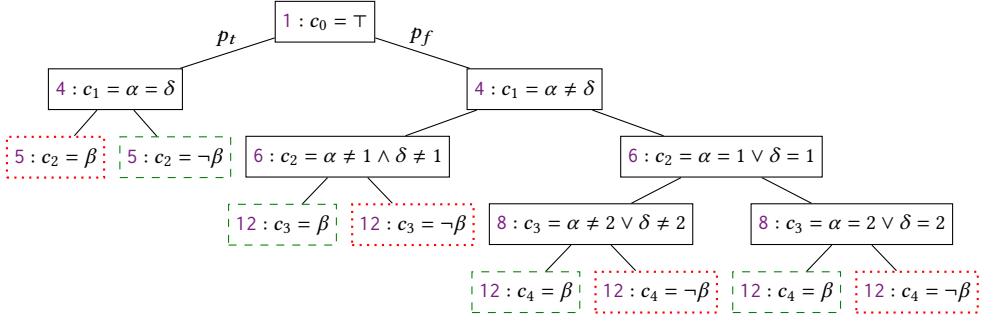 1 : c₀ = ⊤
pₜ p_f
4 : c₁ = α = δ 4 : c₁ = α ≠ δ
5 : c₂ = β 5 : c₂ = ¬β 6 : c₂ = α ≠ 1 ∧ δ ≠ 1 6 : c₂ = α = 1 ∨ δ = 1
12 : c₃ = β 12 : c₃ = ¬β 8 : c₃ = α ≠ 2 ∨ δ ≠ 2 8 : c₃ = α = 2 ∨ δ = 2
12 : c₄ = β 12 : c₄ = ¬β 12 : c₄ = β 12 : c₄ = ¬β